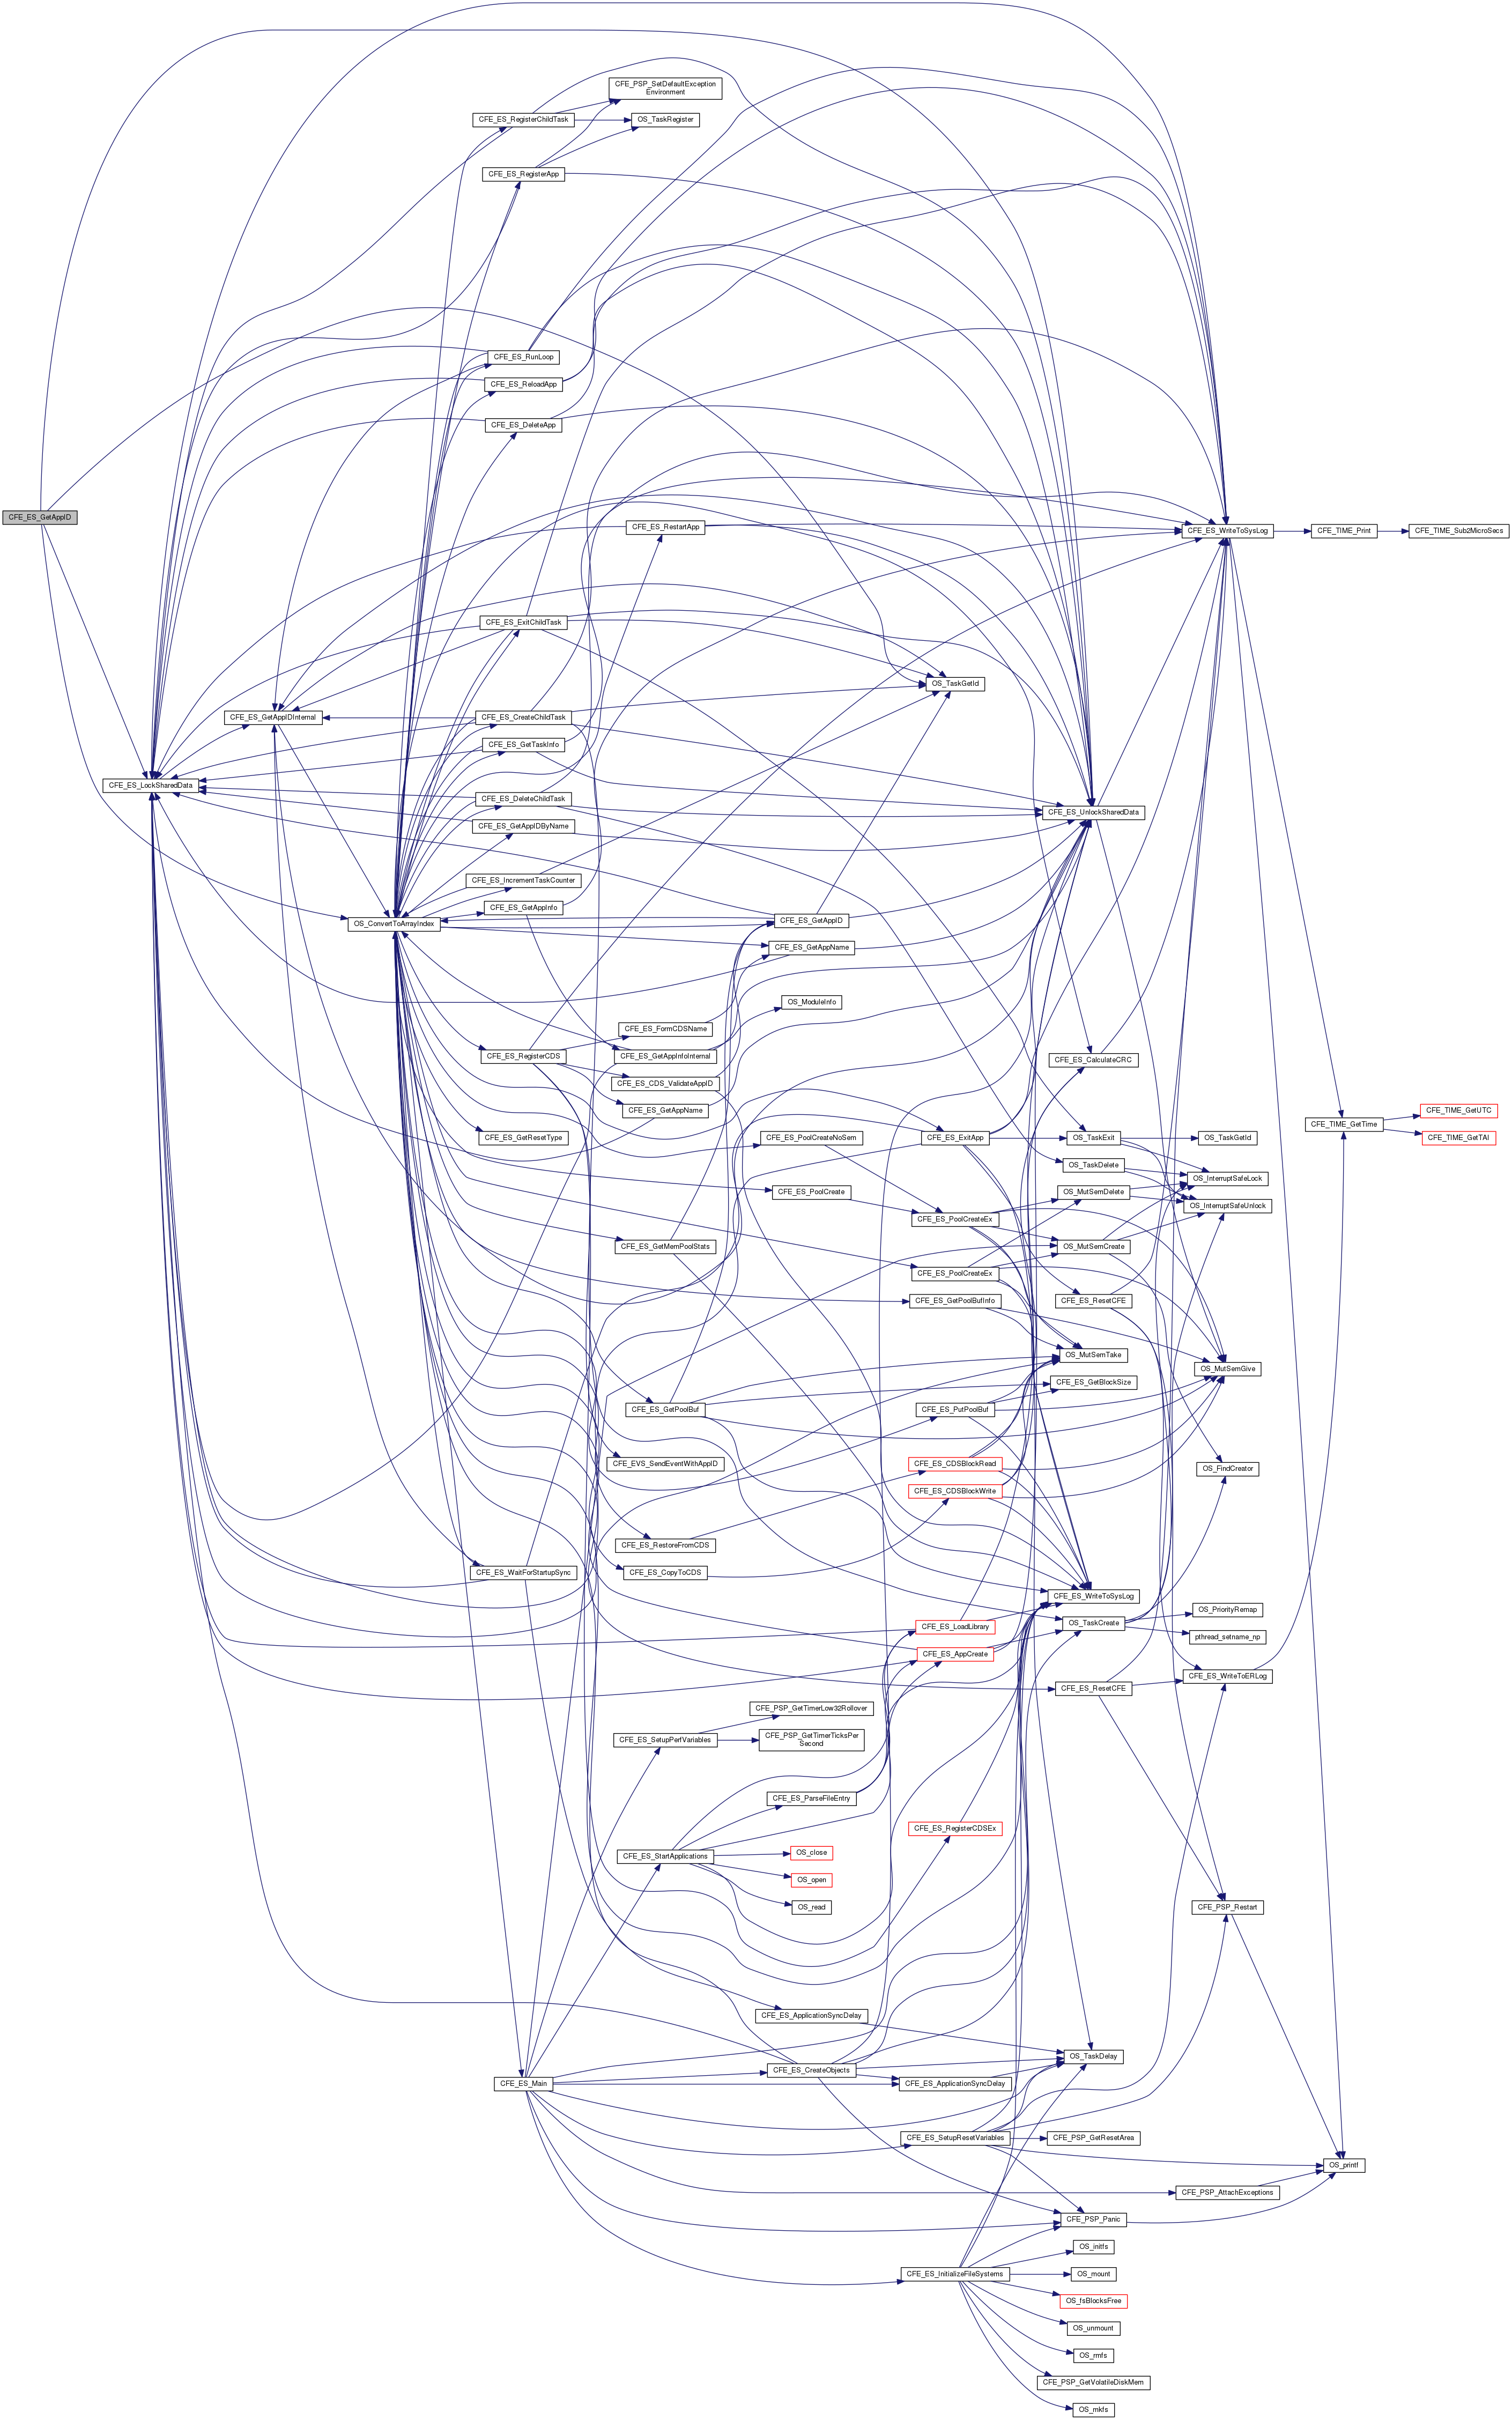 CFE_PSP_SetDefaultException
Environment
CFE_ES_RegisterChildTask
OS_TaskRegister
CFE_ES_RegisterApp
CFE_ES_RunLoop
CFE_ES_ReloadApp
CFE_ES_DeleteApp
CFE_ES_GetAppID
CFE_ES_RestartApp
CFE_ES_WriteToSysLog
CFE_TIME_Print
CFE_TIME_Sub2MicroSecs
CFE_ES_ExitChildTask
OS_TaskGetId
CFE_ES_GetAppIDInternal
CFE_ES_CreateChildTask
CFE_ES_GetTaskInfo
CFE_ES_LockSharedData
CFE_ES_DeleteChildTask
CFE_ES_UnlockSharedData
CFE_ES_GetAppIDByName
CFE_ES_IncrementTaskCounter
CFE_ES_GetAppInfo
OS_ConvertToArrayIndex
CFE_ES_GetAppID
CFE_ES_GetAppName
OS_ModuleInfo
CFE_ES_FormCDSName
CFE_ES_RegisterCDS
CFE_ES_GetAppInfoInternal
CFE_ES_CalculateCRC
CFE_ES_CDS_ValidateAppID
CFE_ES_GetAppName
CFE_TIME_GetUTC
CFE_TIME_GetTime
CFE_TIME_GetTAI
CFE_ES_GetResetType
CFE_ES_PoolCreateNoSem
CFE_ES_ExitApp
OS_TaskExit
OS_TaskGetId
OS_TaskDelete
OS_InterruptSafeLock
CFE_ES_PoolCreate
OS_MutSemDelete
OS_InterruptSafeUnlock
CFE_ES_PoolCreateEx
CFE_ES_GetMemPoolStats
OS_MutSemCreate
CFE_ES_PoolCreateEx
CFE_ES_GetPoolBufInfo
CFE_ES_ResetCFE
OS_MutSemTake
OS_MutSemGive
CFE_ES_GetBlockSize
CFE_ES_GetPoolBuf
CFE_ES_PutPoolBuf
CFE_EVS_SendEventWithAppID
CFE_ES_CDSBlockRead
OS_FindCreator
CFE_ES_CDSBlockWrite
CFE_ES_RestoreFromCDS
CFE_ES_WaitForStartupSync
CFE_ES_CopyToCDS
CFE_ES_WriteToSysLog
OS_PriorityRemap
CFE_ES_LoadLibrary
OS_TaskCreate
pthread_setname_np
CFE_ES_AppCreate
CFE_ES_WriteToERLog
CFE_ES_ResetCFE
CFE_PSP_GetTimerLow32Rollover
CFE_ES_SetupPerfVariables
CFE_PSP_GetTimerTicksPer
Second
CFE_ES_ParseFileEntry
CFE_ES_RegisterCDSEx
CFE_ES_StartApplications
OS_close
OS_open
OS_read
CFE_PSP_Restart
CFE_ES_ApplicationSyncDelay
OS_TaskDelay
CFE_ES_CreateObjects
CFE_ES_Main
CFE_ES_ApplicationSyncDelay
CFE_ES_SetupResetVariables
CFE_PSP_GetResetArea
OS_printf
CFE_PSP_AttachExceptions
CFE_PSP_Panic
OS_initfs
CFE_ES_InitializeFileSystems
OS_mount
OS_fsBlocksFree
OS_unmount
OS_rmfs
CFE_PSP_GetVolatileDiskMem
OS_mkfs